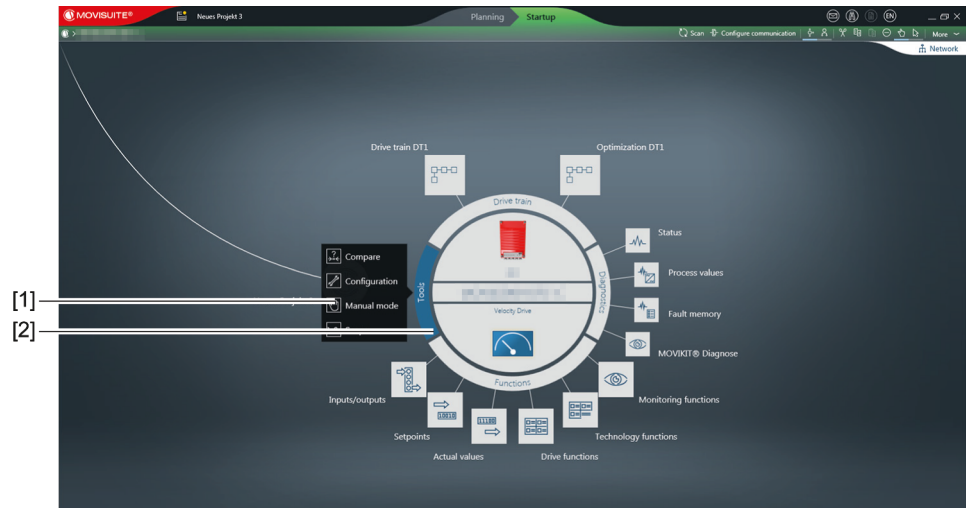 MOVISUITE® Neues Projekt 3 Planning Startup EN
Scan Configure communication More
Network
Drive train DT1 Optimization DT1
Drive train
Status
Compare
Configuration
Tools
Diagnostics
Process values
[1] Manual mode
Velocity Drive
Fault memory
[2]
MOVIKIT® Diagnose
Functions
Inputs/outputs
Monitoring functions
Setpoints
Technology functions
Actual values
Drive functions